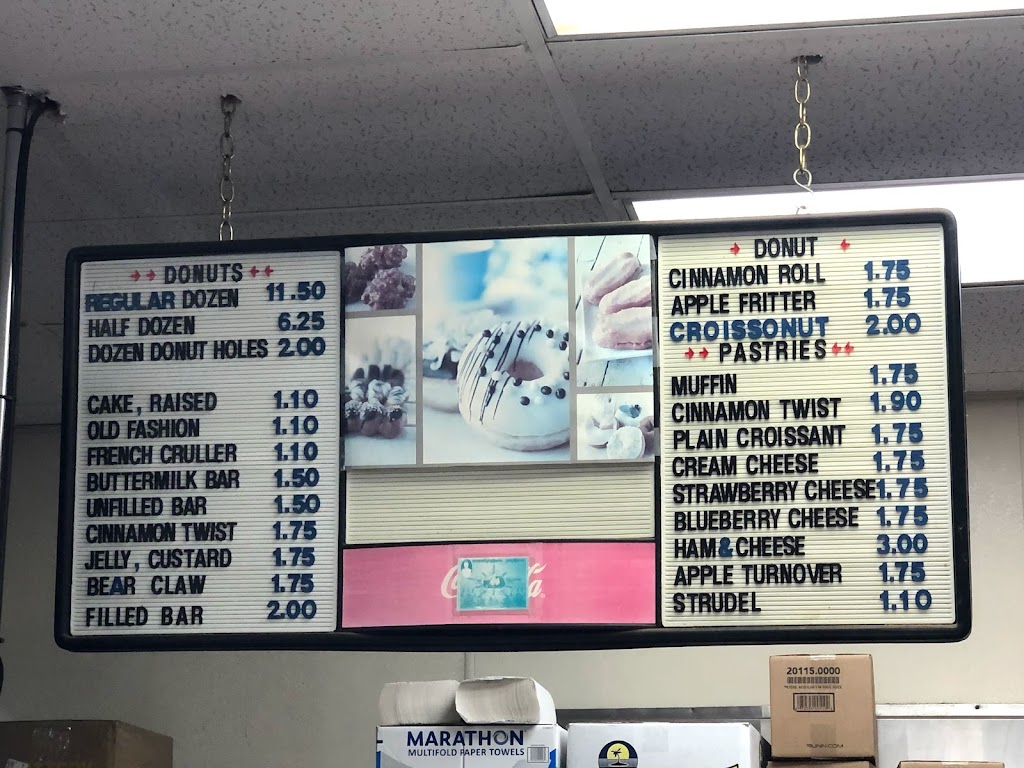 DONUTS
REGULAR DOZEN 11.50
HALF DOZEN 6.25
DOZEN DONUT HOLES 2.00
CAKE, RAISED 1.10
OLD FASHION 1.10
FRENCH CRULLER 1.10
BUTTERMILK BAR 1.50
UNFILLED BAR 1.50
CINNAMON TWIST 1.75
JELLY, CUSTARD 1.75
BEAR CLAW 1.75
FILLED BAR 2.00
DONUT
CINNAMON ROLL 1.75
APPLE FRITTER 1.75
CROISSONUT 2.00
PASTRIES
MUFFIN 1.75
CINNAMON TWIST 1.90
PLAIN CROISSANT 1.75
CREAM CHEESE 1.75
STRAWBERRY CHEESE 1.75
BLUEBERRY CHEESE 1.75
HAM & CHEESE 3.00
APPLE TURNOVER 1.75
STRUDEL 1.10
20115.0000
MARATHON
MULTIFOLD PAPER TOWELS